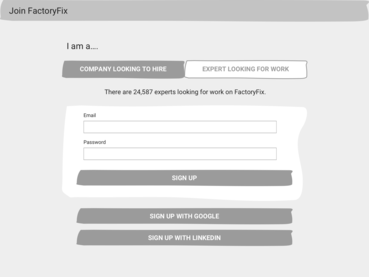 Join FactoryFix
I am a....
COMPANY LOOKING TO HIRE
EXPERT LOOKING FOR WORK
There are 24,587 experts looking for work on FactoryFix.
Email
Password
SIGN UP
SIGN UP WITH GOOGLE
SIGN UP WITH LINKEDIN